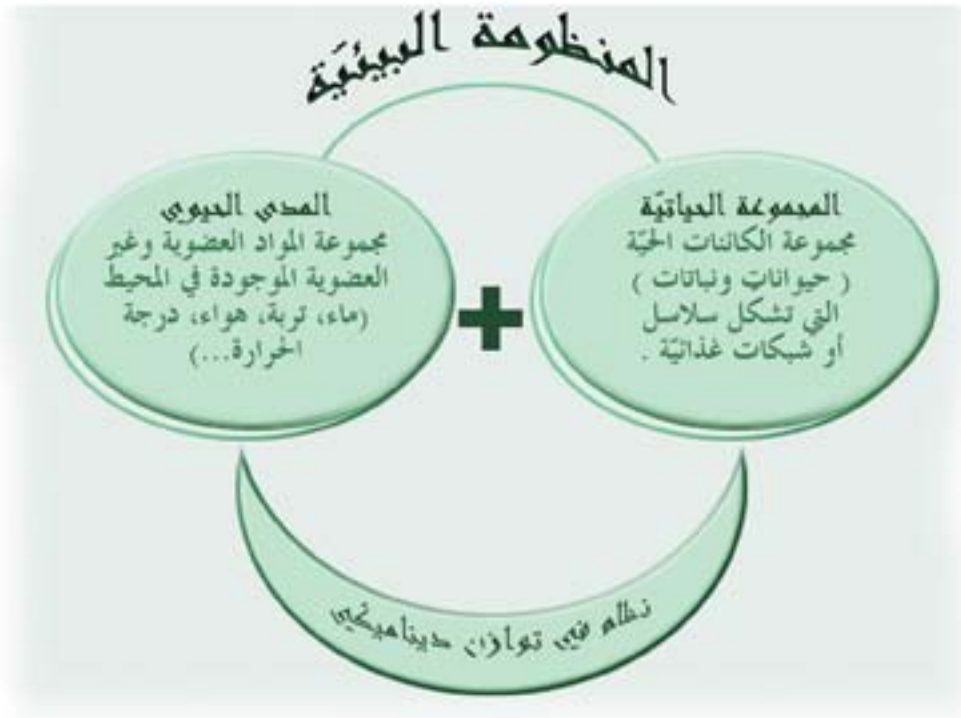 المنظومة البيئيَّة
المجموعة الحياتيّة
مجموعة الكائنات الحيّة
( حيوانات ونباتات )
التي تشكل سلاسل
أو شبكات غذائيّة .
+
المدى الحيوي
مجموعة المواد العضوية وغير
العضوية الموجودة في المحيط
(ماء، تربة، هواء، درجة
الحرارة...)
نظام في توازن ديناميكي